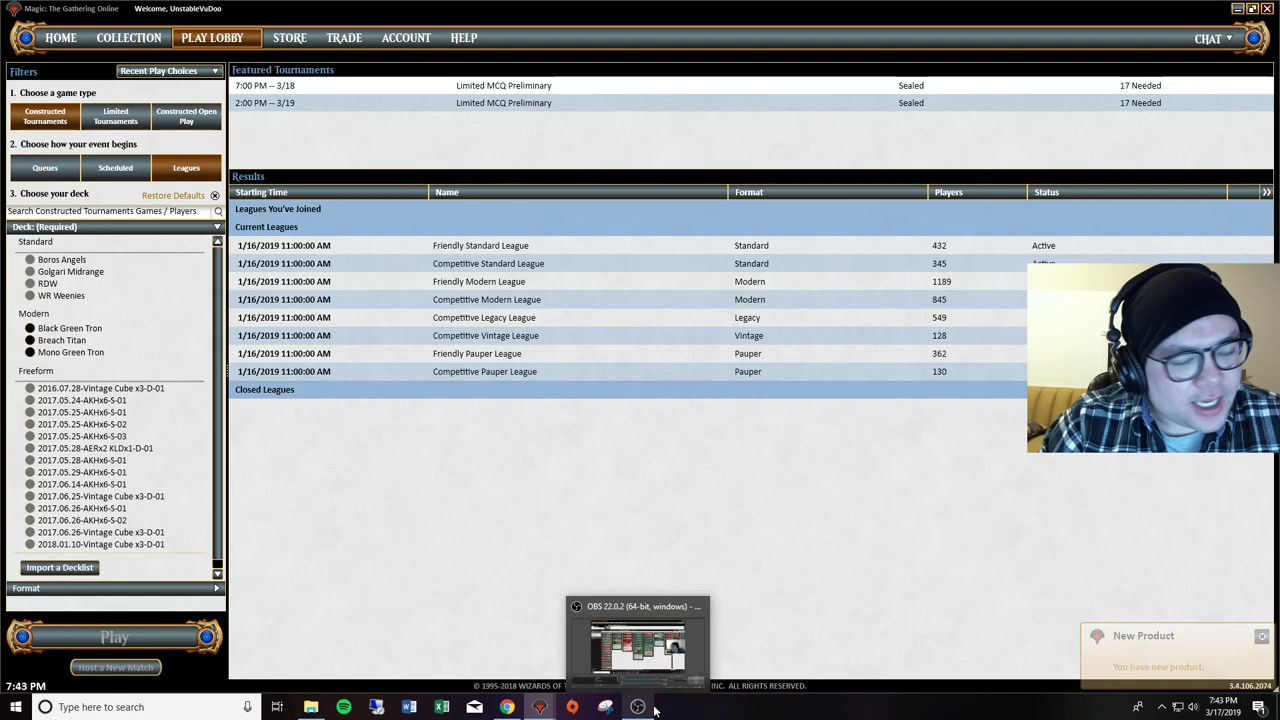 Magic: The Gathering Online
Welcome, UnstableVuDoo
HOME
COLLECTION
PLAY LOBBY
STORE
TRADE
ACCOUNT
HELP
CHAT
Filters
Recent Play Choices
1. Choose a game type
Constructed Tournaments
Limited Tournaments
Constructed Open Play
2. Choose how your event begins
Queues
Scheduled
Leagues
3. Choose your deck
Restore Defaults
Search Constructed Tournaments Games / Players
Deck: (Required)
Standard
Boros Angels
Golgari Midrange
RDW
WR Weenies
Modern
Black Green Tron
Breach Titan
Mono Green Tron
Freeform
2016.07.28-Vintage Cube x3-D-01
2017.05.24-AKHx6-S-01
2017.05.25-AKHx6-S-01
2017.05.25-AKHx6-S-02
2017.05.25-AKHx6-S-03
2017.05.28-AERx2 KLDx1-D-01
2017.05.28-AKHx6-S-01
2017.05.29-AKHx6-S-01
2017.06.14-AKHx6-S-01
2017.06.25-Vintage Cube x3-D-01
2017.06.26-AKHx6-S-01
2017.06.26-AKHx6-S-02
2017.06.26-Vintage Cube x3-D-01
2018.01.10-Vintage Cube x3-D-01
Import a Decklist
Format
Play
Host a New Match
7:43 PM
Featured Tournaments
7:00 PM -- 3/18 Limited MCQ Preliminary Sealed 17 Needed
2:00 PM -- 3/19 Limited MCQ Preliminary Sealed 17 Needed
Results
Starting Time Name Format Players Status
Leagues You've Joined
Current Leagues
1/16/2019 11:00:00 AM Friendly Standard League Standard 432 Active
1/16/2019 11:00:00 AM Competitive Standard League Standard 345 Active
1/16/2019 11:00:00 AM Friendly Modern League Modern 1189
1/16/2019 11:00:00 AM Competitive Modern League Modern 845
1/16/2019 11:00:00 AM Competitive Legacy League Legacy 549
1/16/2019 11:00:00 AM Competitive Vintage League Vintage 128
1/16/2019 11:00:00 AM Friendly Pauper League Pauper 362
1/16/2019 11:00:00 AM Competitive Pauper League Pauper 130
Closed Leagues
OBS 22.0.2 (64-bit, windows) - ...
New Product
You have new product.
© 1995-2018 WIZARDS OF INC. ALL RIGHTS RESERVED.
3.4.106.2074
Type here to search
7:43 PM
3/17/2019